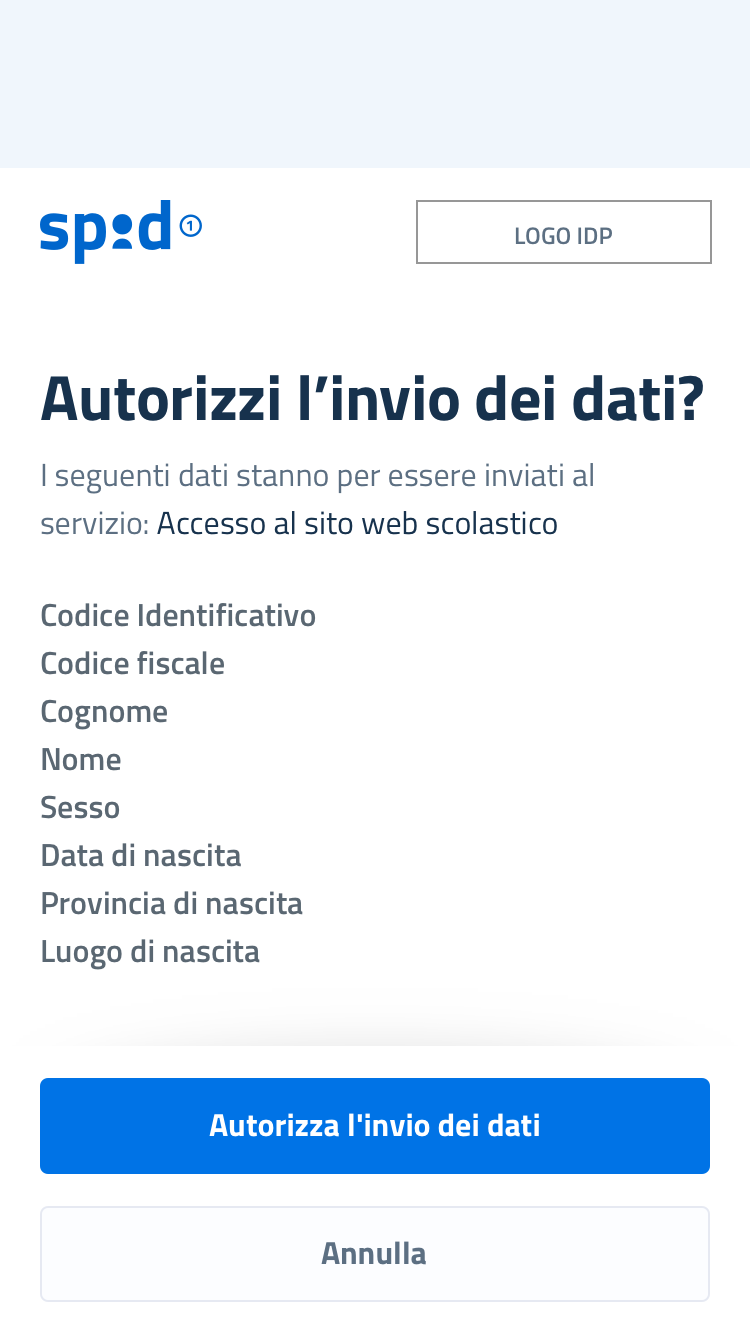 spid 1
LOGO IDP
Autorizzi l’invio dei dati?
I seguenti dati stanno per essere inviati al
servizio: Accesso al sito web scolastico
Codice Identificativo
Codice fiscale
Cognome
Nome
Sesso
Data di nascita
Provincia di nascita
Luogo di nascita
Autorizza l'invio dei dati
Annulla